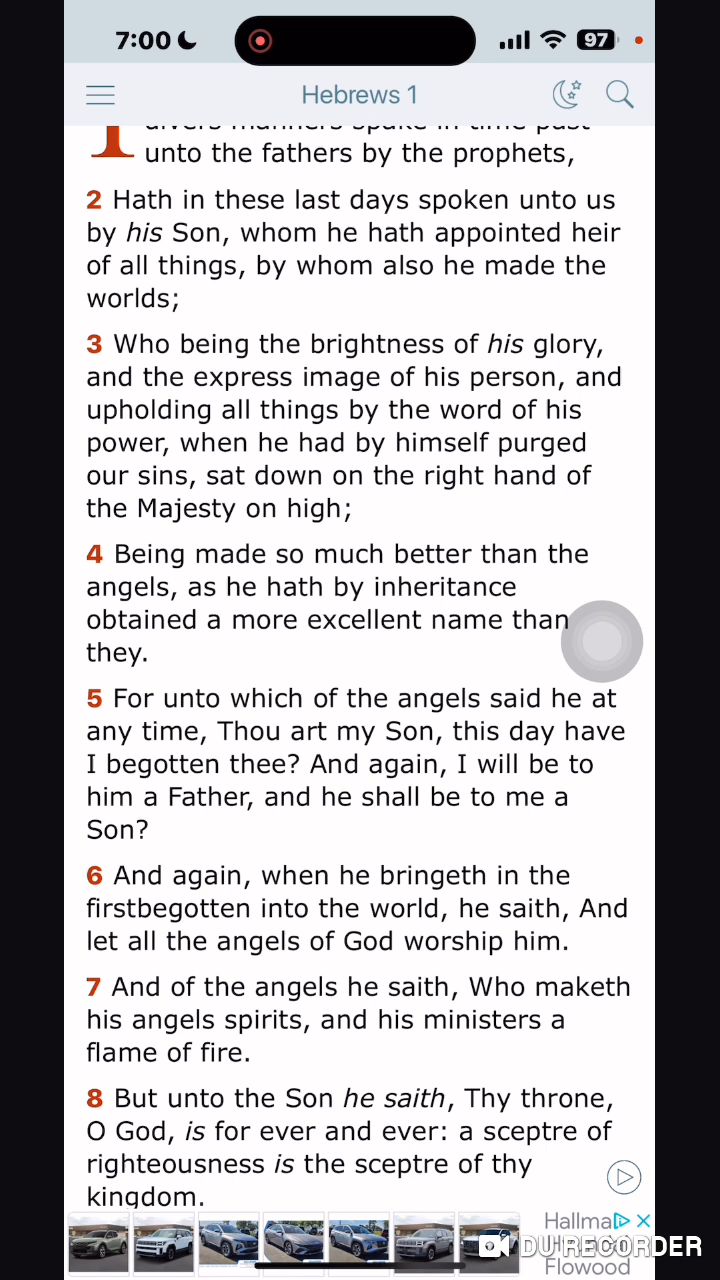 7:00
97
Hebrews 1
divers manners spake in time past
unto the fathers by the prophets,
2 Hath in these last days spoken unto us
by his Son, whom he hath appointed heir
of all things, by whom also he made the
worlds;
3 Who being the brightness of his glory,
and the express image of his person, and
upholding all things by the word of his
power, when he had by himself purged
our sins, sat down on the right hand of
the Majesty on high;
4 Being made so much better than the
angels, as he hath by inheritance
obtained a more excellent name than
they.
5 For unto which of the angels said he at
any time, Thou art my Son, this day have
I begotten thee? And again, I will be to
him a Father, and he shall be to me a
Son?
6 And again, when he bringeth in the
firstbegotten into the world, he saith, And
let all the angels of God worship him.
7 And of the angels he saith, Who maketh
his angels spirits, and his ministers a
flame of fire.
8 But unto the Son he saith, Thy throne,
O God, is for ever and ever: a sceptre of
righteousness is the sceptre of thy
kingdom.
Hallma
DU RECORDER
Flowood